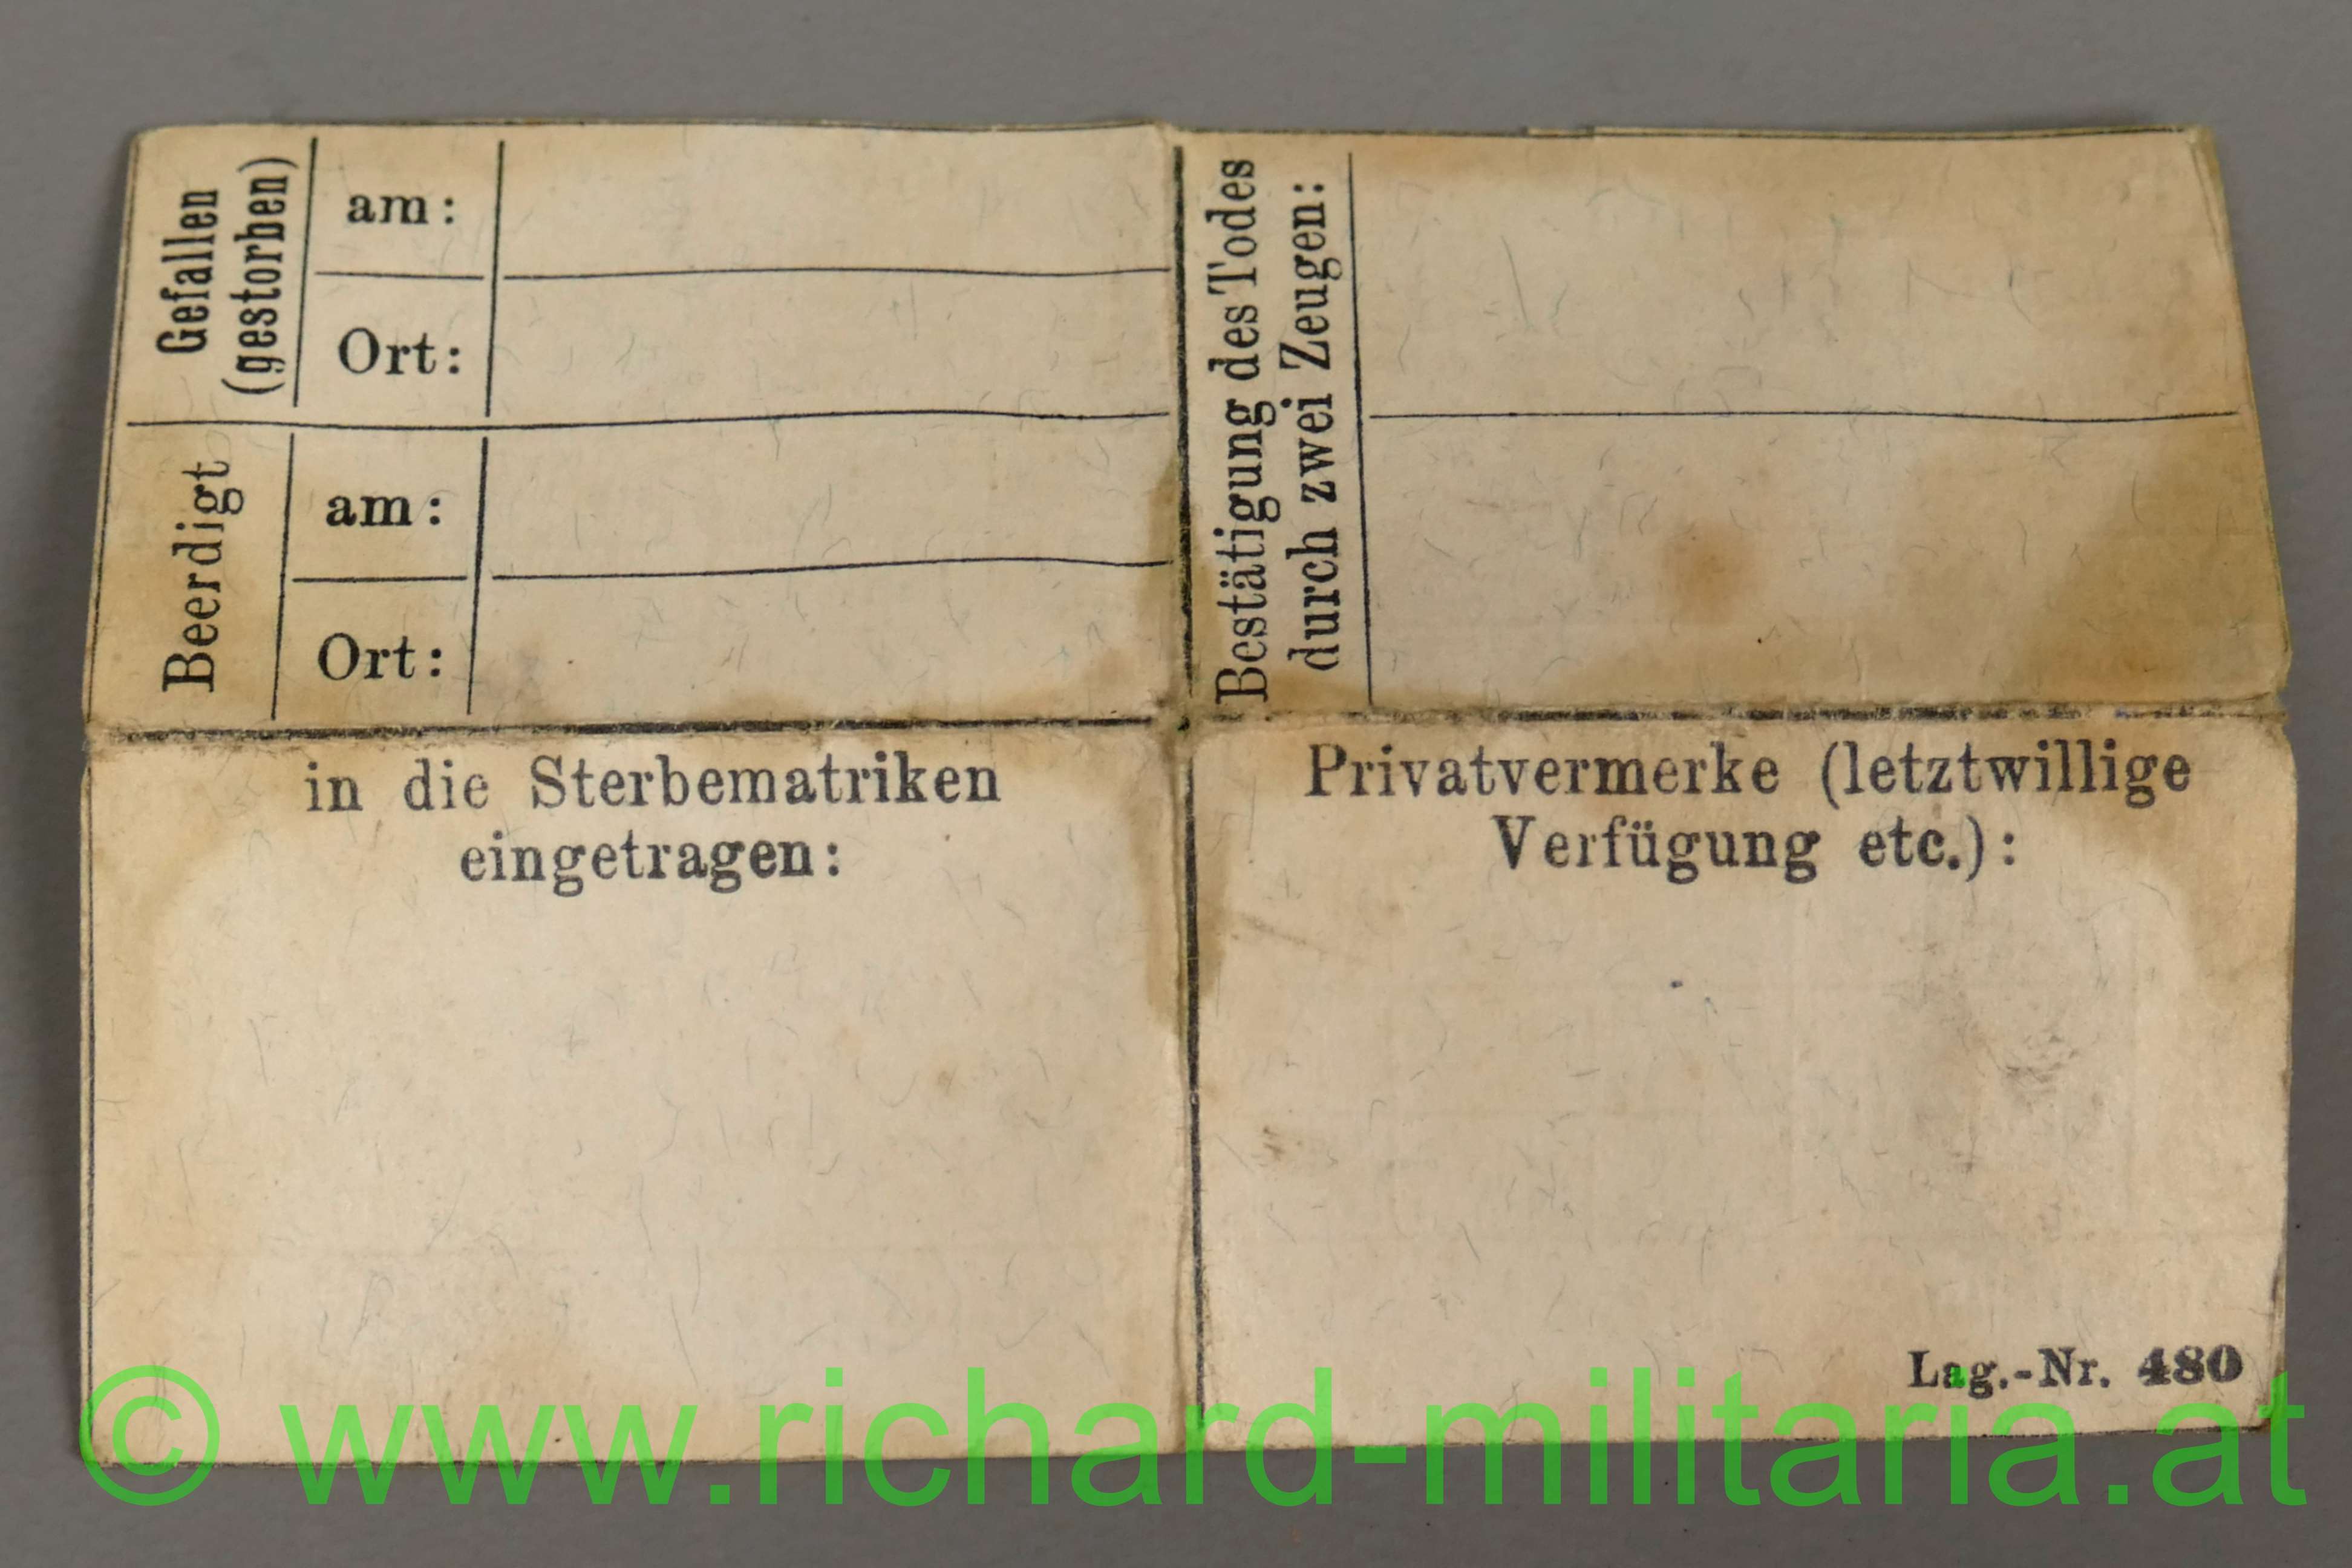 Gefallen
(gestorben)
am:
Ort:
Beerdigt
am:
Ort:
Bestätigung des Todes
durch zwei Zeugen:
in die Sterbematriken
eingetragen:
Privatvermerke (letztwillige
Verfügung etc.):
Lag.-Nr. 480
© www.richard-militaria.at